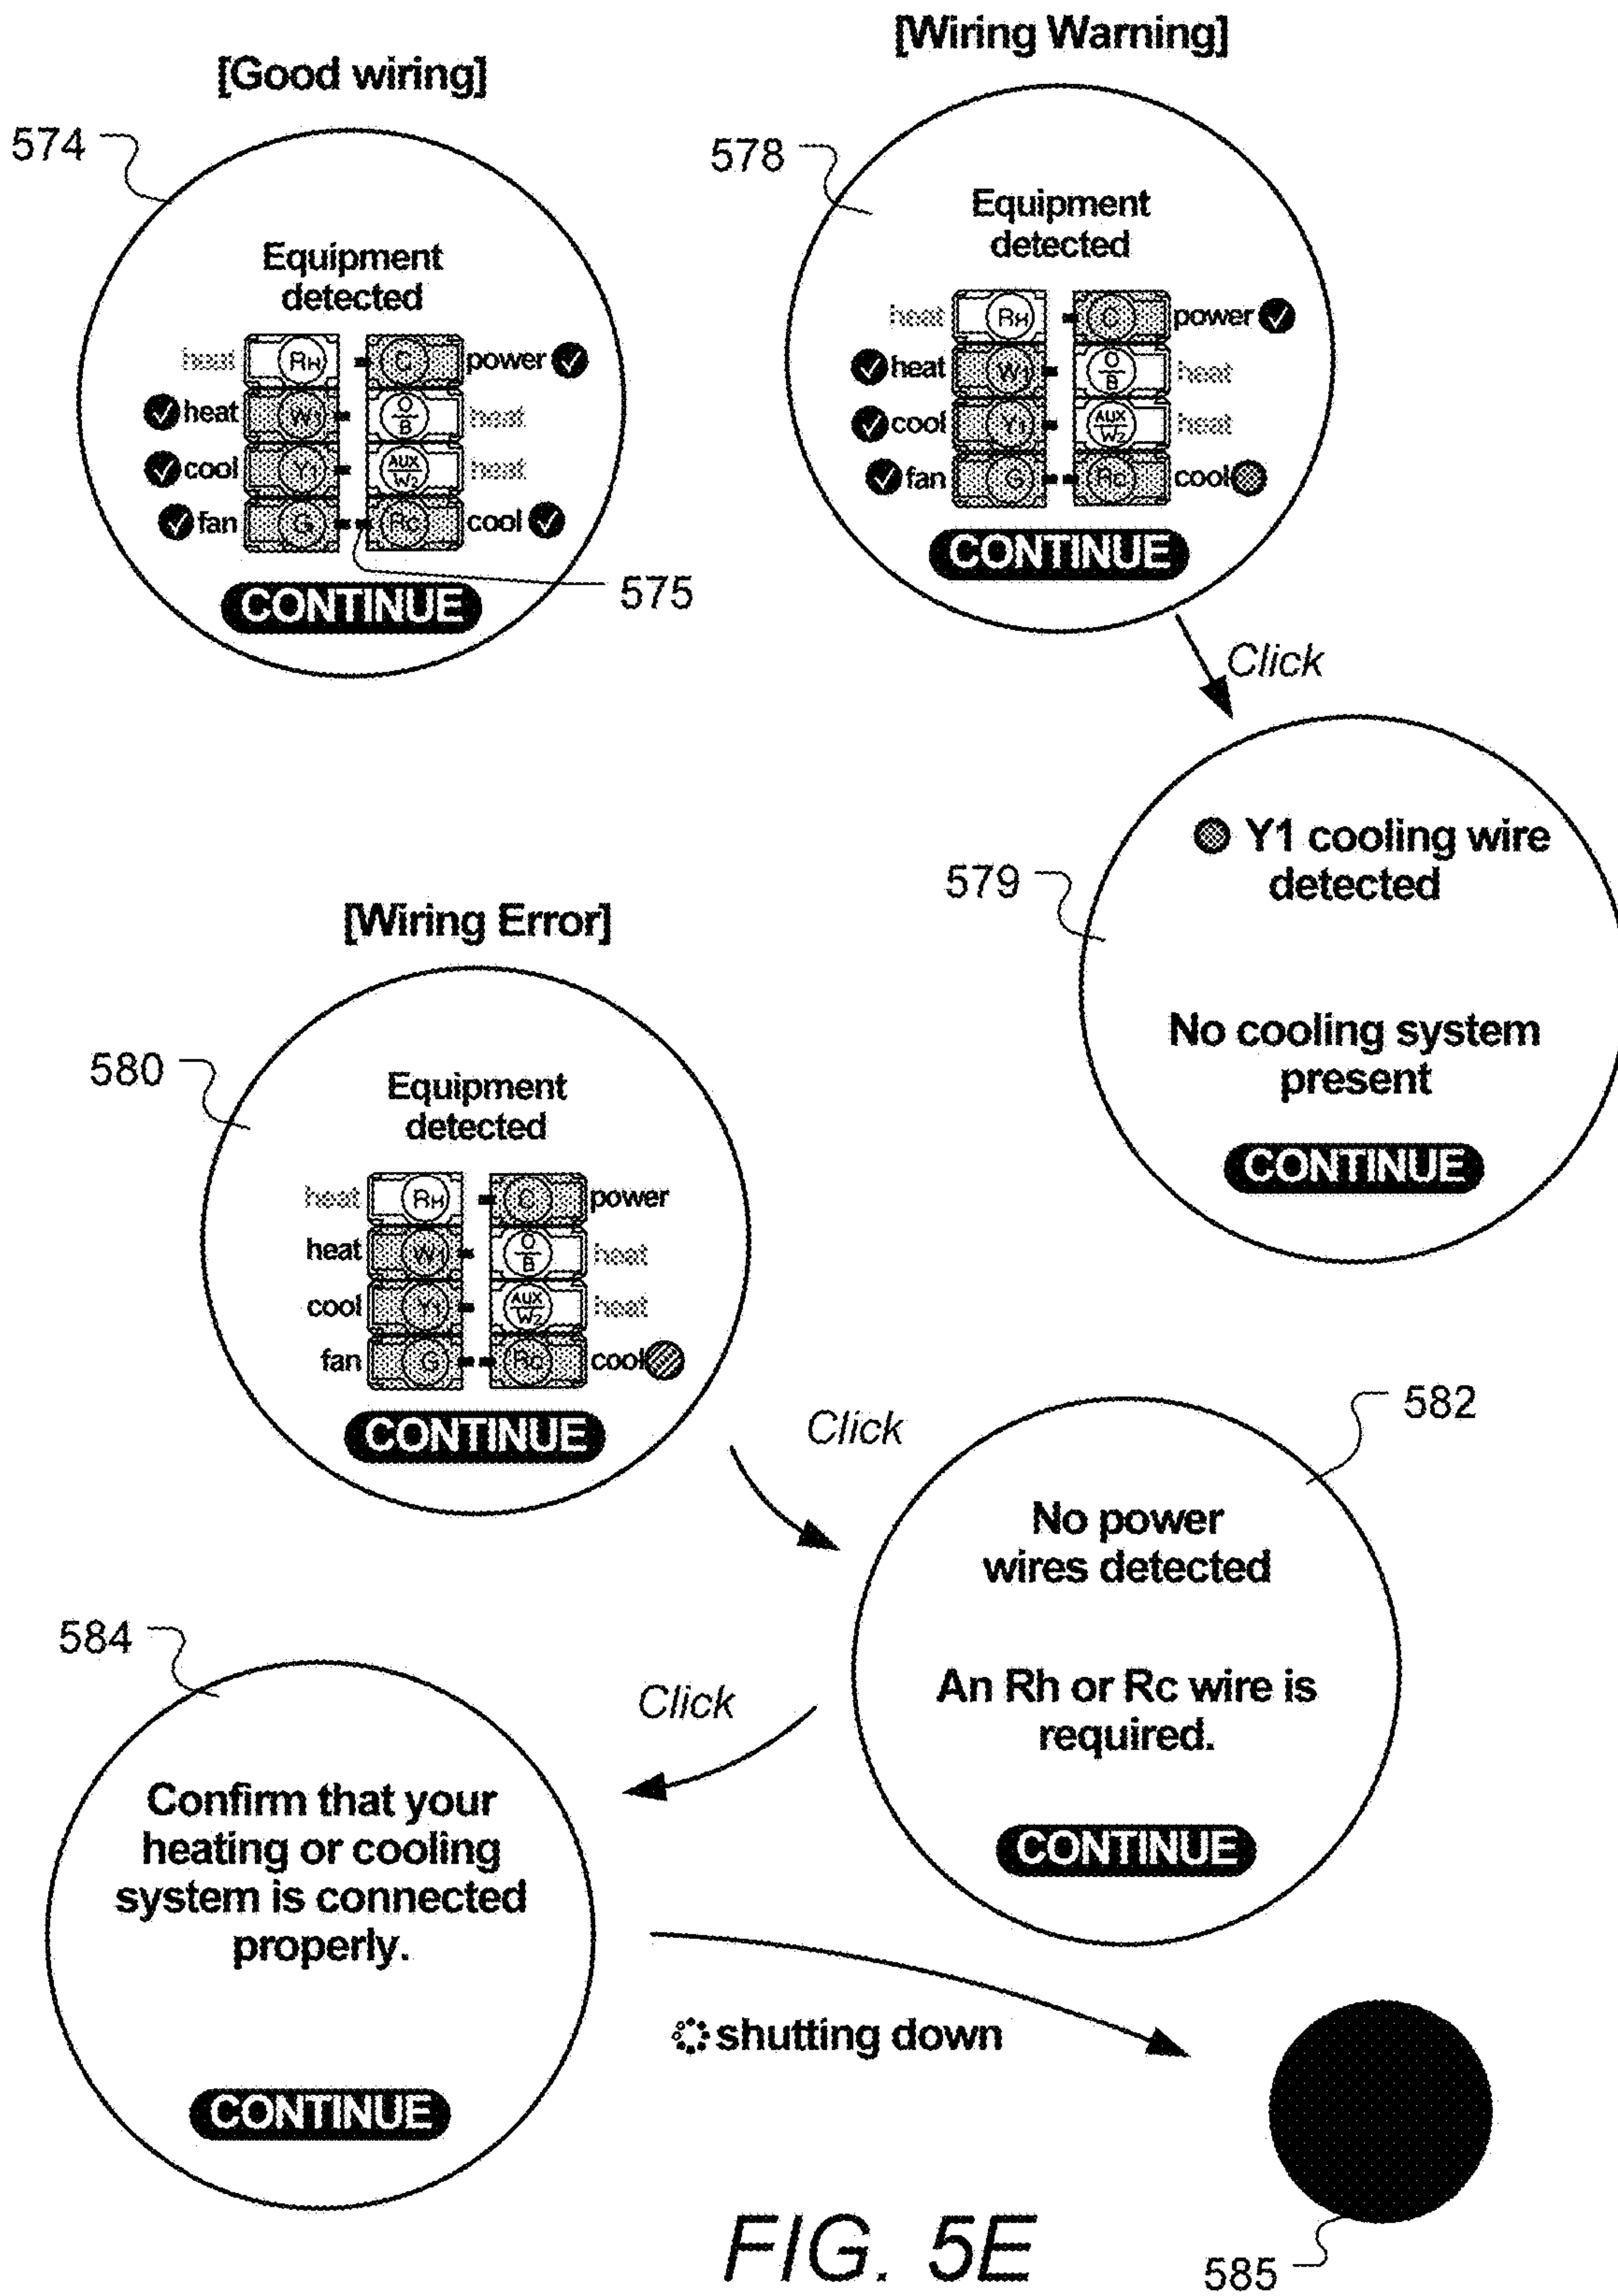 [Good wiring]
574
Equipment
detected
heat RH C power
heat W1 O/B heat
cool Y1 AUX/W2 heat
fan G RC cool
575
CONTINUE
[Wiring Warning]
578
Equipment
detected
heat RH C power
heat W1 O/B heat
cool Y1 AUX/W2 heat
fan G RC cool
CONTINUE
Click
579
Y1 cooling wire
detected
No cooling system
present
CONTINUE
[Wiring Error]
580
Equipment
detected
heat RH C power
heat W1 O/B heat
cool Y1 AUX/W2 heat
fan G RC cool
CONTINUE
Click
582
No power
wires detected
An Rh or Rc wire is
required.
CONTINUE
Click
584
Confirm that your
heating or cooling
system is connected
properly.
CONTINUE
shutting down
585
FIG. 5E